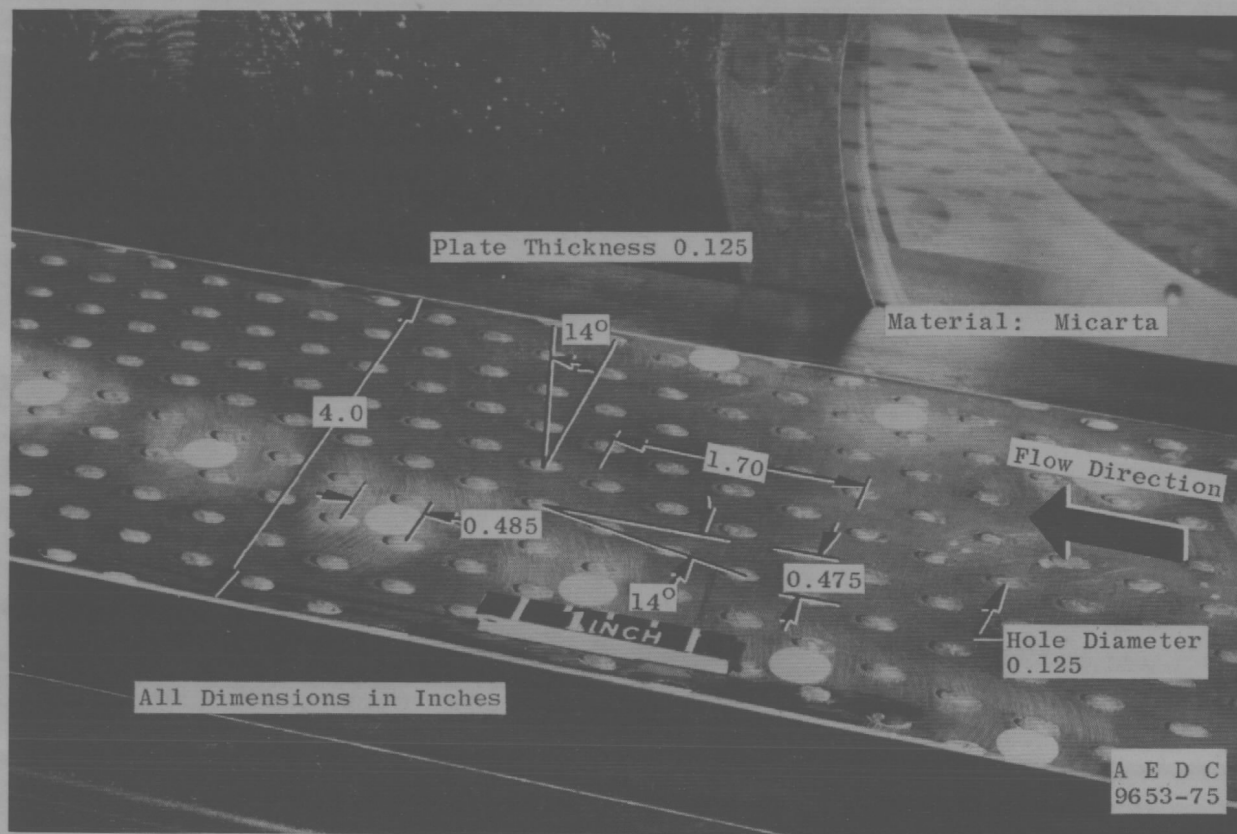 Plate Thickness 0.125
14°
Material: Micarta
4.0
1.70
Flow Direction
0.485
0.475
14°
INCH
Hole Diameter
0.125
All Dimensions in Inches
A E D C
9653-75